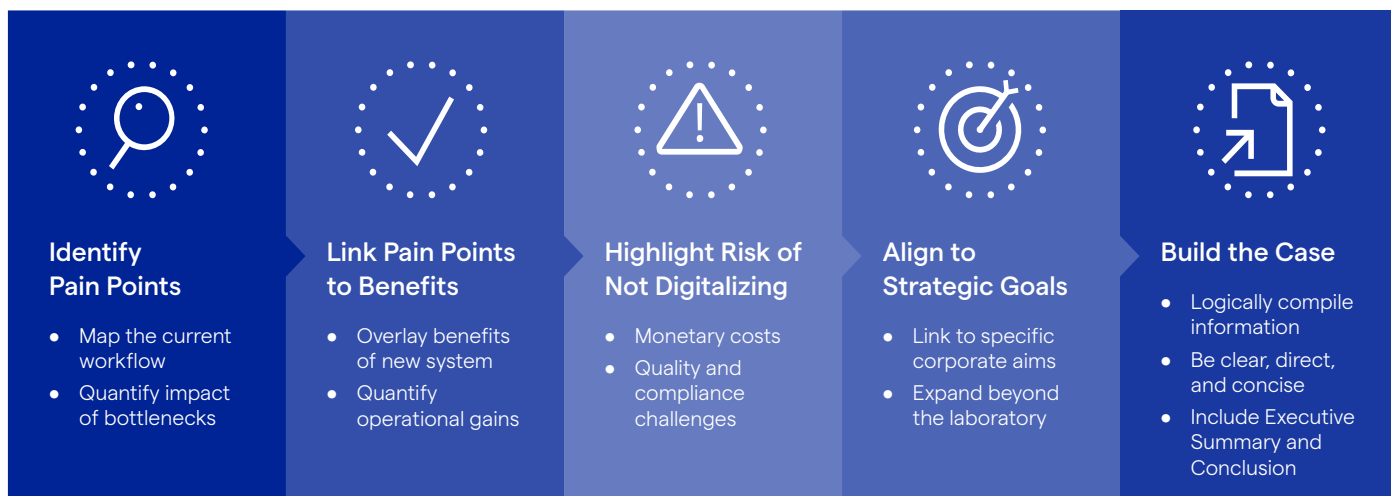 Identify
Pain Points
● Map the current
workflow
● Quantify impact
of bottlenecks
Link Pain Points
to Benefits
● Overlay benefits
of new system
● Quantify
operational gains
Highlight Risk of
Not Digitalizing
● Monetary costs
● Quality and
compliance
challenges
Align to
Strategic Goals
● Link to specific
corporate aims
● Expand beyond
the laboratory
Build the Case
● Logically compile
information
● Be clear, direct,
and concise
● Include Executive
Summary and
Conclusion